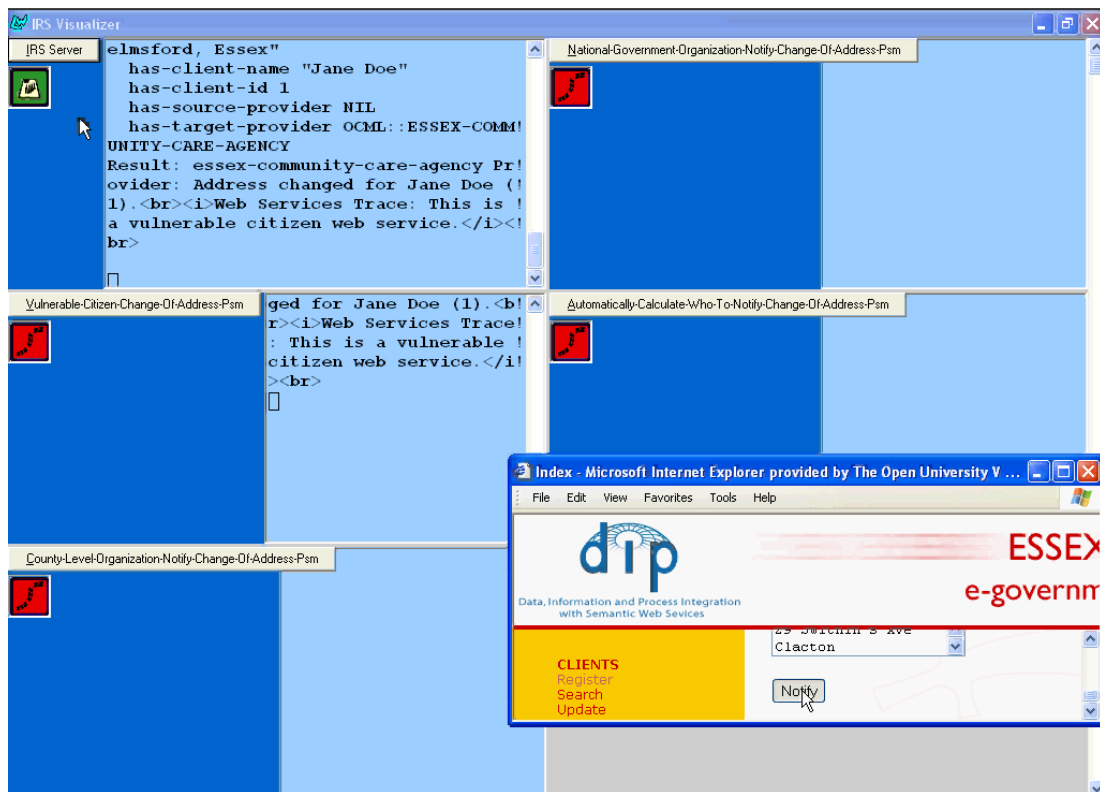 IRS Visualizer
IRS Server
elmsford, Essex"
has-client-name "Jane Doe"
has-client-id 1
has-source-provider NIL
has-target-provider OCML::ESSEX-COMM!
UNITY-CARE-AGENCY
Result: essex-community-care-agency Pr!
ovider: Address changed for Jane Doe (!
1).<br><i>Web Services Trace: This is !
a vulnerable citizen web service.</i><!
br>
National-Government-Organization-Notify-Change-Of-Address-Psm
Vulnerable-Citizen-Change-Of-Address-Psm
ged for Jane Doe (1).<b!
r><i>Web Services Trace!
: This is a vulnerable !
citizen web service.</i!
><br>
Automatically-Calculate-Who-To-Notify-Change-Of-Address-Psm
County-Level-Organization-Notify-Change-Of-Address-Psm
Index - Microsoft Internet Explorer provided by The Open University V ...
File Edit View Favorites Tools Help
dip
Data, Information and Process Integration
with Semantic Web Sevices
ESSEX
e-governm
29 Swithin's Ave
Clacton
CLIENTS
Register
Search
Update
Notify